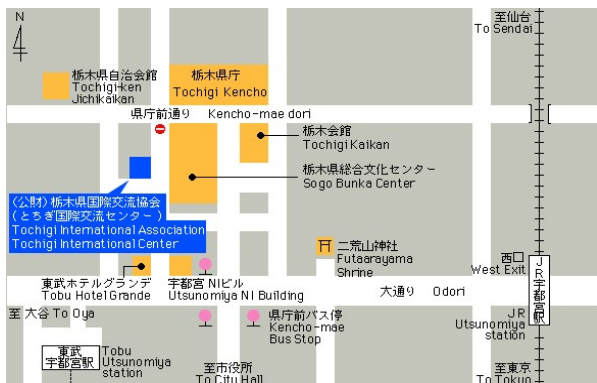 N
至仙台
To Sendai
栃木県自治会館
Tochigi-ken
Jichikaikan
栃木県庁
Tochigi Kencho
県庁前通り Kencho-mae dori
栃木会館
Tochigi Kaikan
栃木県総合文化センター
Sogo Bunka Center
(公財)栃木県国際交流協会
(とちぎ国際交流センター)
Tochigi International Association
Tochigi International Center
二荒山神社
Futaarayama
Shrine
西口
West Exit
JR宇都宮駅
東武ホテルグランデ
Tobu Hotel Grande
宇都宮 NIビル
Utsunomiya NI Building
大通り Odori
至 大谷 To Oya
県庁前バス停
Kencho-mae
Bus Stop
JR
Utsunomiya
station
東武
宇都宮駅
Tobu
Utsunomiya
station
至市役所
To City Hall
至東京
To Tokyo